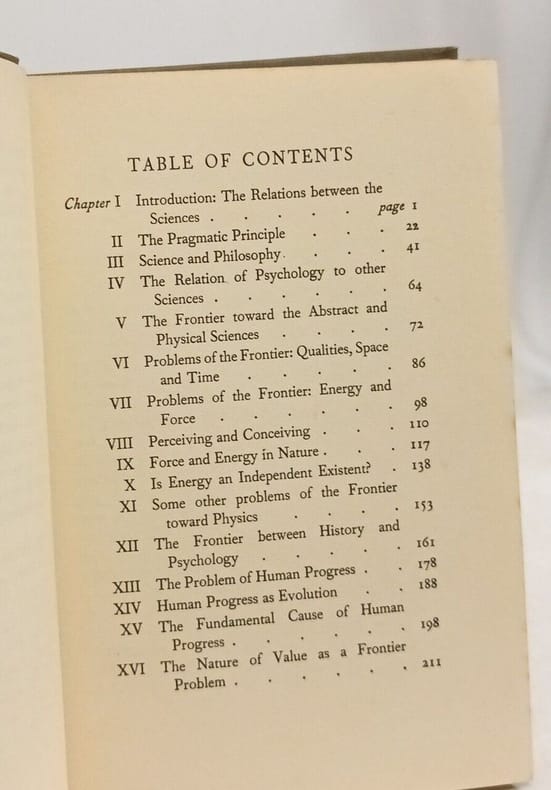 TABLE OF CONTENTS
Chapter I Introduction: The Relations between the
Sciences . . . . . page 1
II The Pragmatic Principle . . . 22
III Science and Philosophy . . . . 41
IV The Relation of Psychology to other
Sciences . . . . . . 64
V The Frontier toward the Abstract and
Physical Sciences . . . . 72
VI Problems of the Frontier: Qualities, Space
and Time . . . . . 86
VII Problems of the Frontier: Energy and
Force . . . . . . 98
VIII Perceiving and Conceiving . . . 110
IX Force and Energy in Nature . . . 117
X Is Energy an Independent Existent? . 138
XI Some other problems of the Frontier
toward Physics . . . . 153
XII The Frontier between History and
Psychology . . . . . 161
XIII The Problem of Human Progress . . 178
XIV Human Progress as Evolution . . 188
XV The Fundamental Cause of Human
Progress . . . . . . 198
XVI The Nature of Value as a Frontier
Problem . . . . . . 211